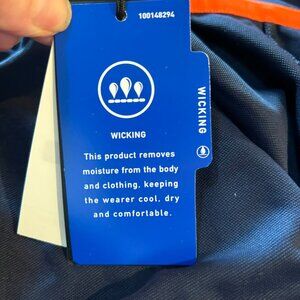 100148294
WICKING
This product removes
moisture from the body
and clothing, keeping
the wearer cool, dry
and comfortable.
WICKING